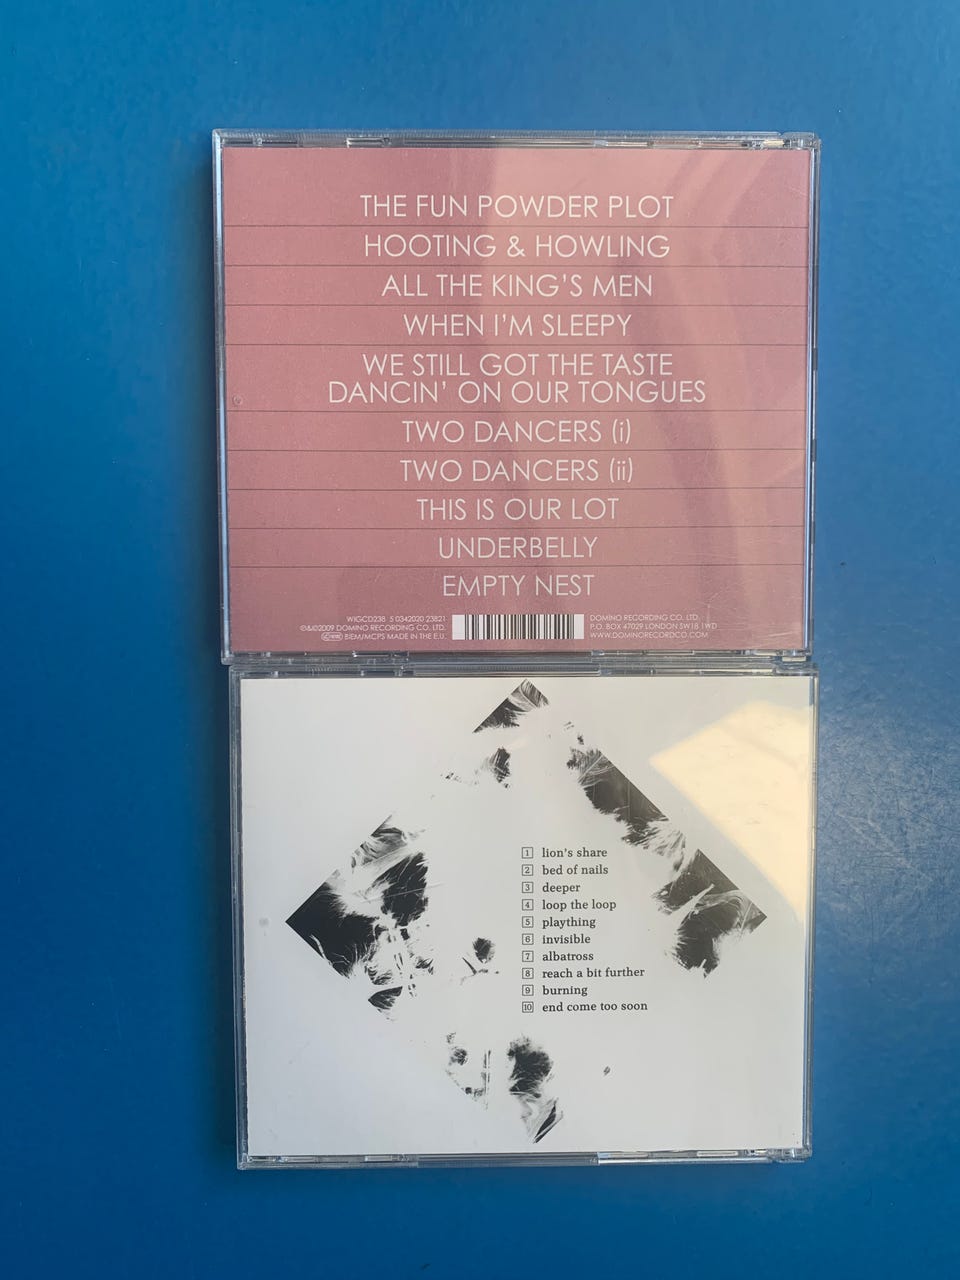 THE FUN POWDER PLOT
HOOTING & HOWLING
ALL THE KING'S MEN
WHEN I'M SLEEPY
WE STILL GOT THE TASTE
DANCIN' ON OUR TONGUES
TWO DANCERS (i)
TWO DANCERS (ii)
THIS IS OUR LOT
UNDERBELLY
EMPTY NEST
WIGCD238 5 0342020 23821
℗&©2009 DOMINO RECORDING CO. LTD.
BIEM/MCPS MADE IN THE E.U.
DOMINO RECORDING CO. LTD.
P.O. BOX 47029 LONDON SW18 1WD
WWW.DOMINORECORDCO.COM
1 lion's share
2 bed of nails
3 deeper
4 loop the loop
5 plaything
6 invisible
7 albatross
8 reach a bit further
9 burning
10 end come too soon